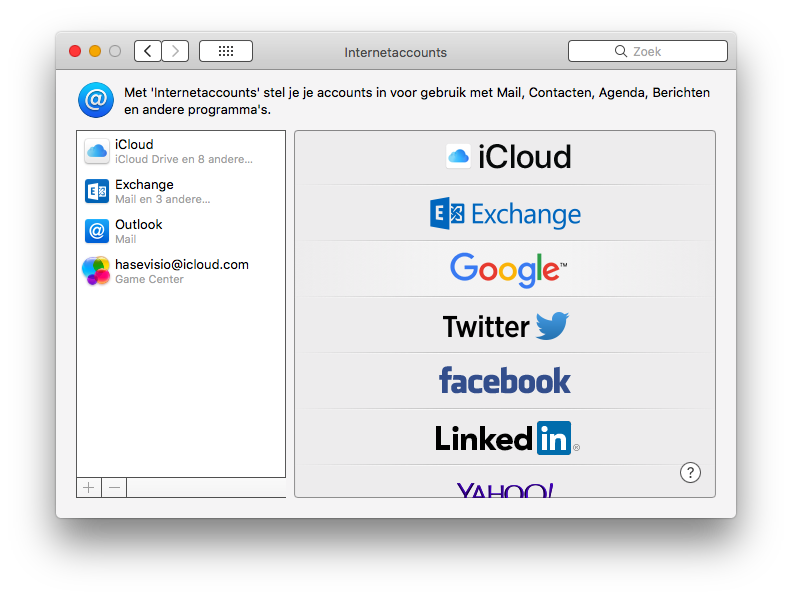 Internetaccounts
Zoek
Met 'Internetaccounts' stel je je accounts in voor gebruik met Mail, Contacten, Agenda, Berichten
en andere programma's.
iCloud
iCloud Drive en 8 andere...
Exchange
Mail en 3 andere...
Outlook
Mail
hasevisio@icloud.com
Game Center
iCloud
E Exchange
Google™
Twitter
facebook
Linked in®
YAHOO!
?